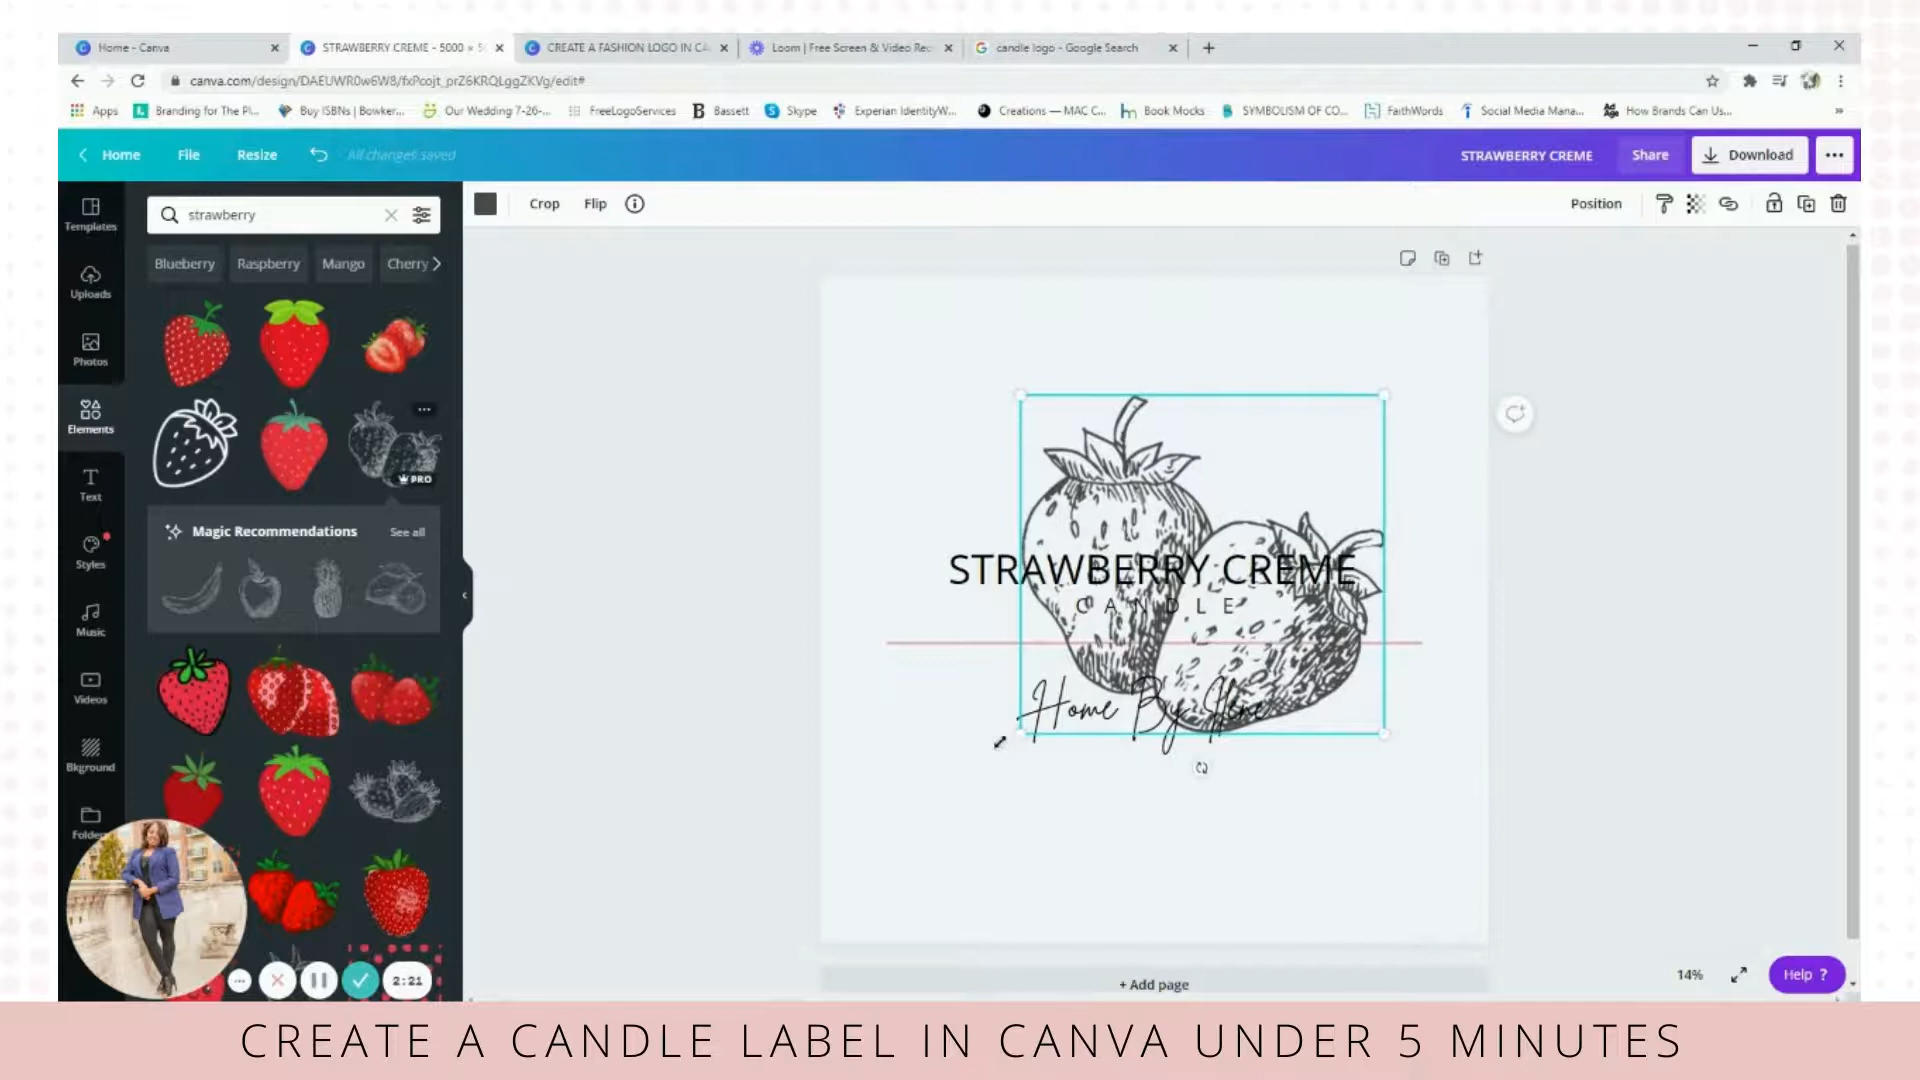 Home - Canva
STRAWBERRY CREME - 5000 × 5
CREATE A FASHION LOGO IN CA
Loom | Free Screen & Video Rec
candle logo - Google Search
canva.com/design/DAEUWR0w6W8/fxPcojt_prZ6KRQLggZKVg/edit#
Apps
Branding for The Pl...
Buy ISBNs | Bowker...
Our Wedding 7-26-...
FreeLogoServices
Bassett
Skype
Experian IdentityW...
Creations — MAC C...
Book Mocks
SYMBOLISM OF CO...
FaithWords
Social Media Mana...
How Brands Can Us...
Home
File
Resize
All changes saved
STRAWBERRY CREME
Share
Download
Templates
Uploads
Photos
Elements
Text
Styles
Music
Videos
Bkground
Folders
strawberry
Blueberry
Raspberry
Mango
Cherry
PRO
Magic Recommendations
See all
Crop
Flip
Position
STRAWBERRY CREME
CANDLE
Home By
+ Add page
14%
Help ?
2:21
CREATE A CANDLE LABEL IN CANVA UNDER 5 MINUTES